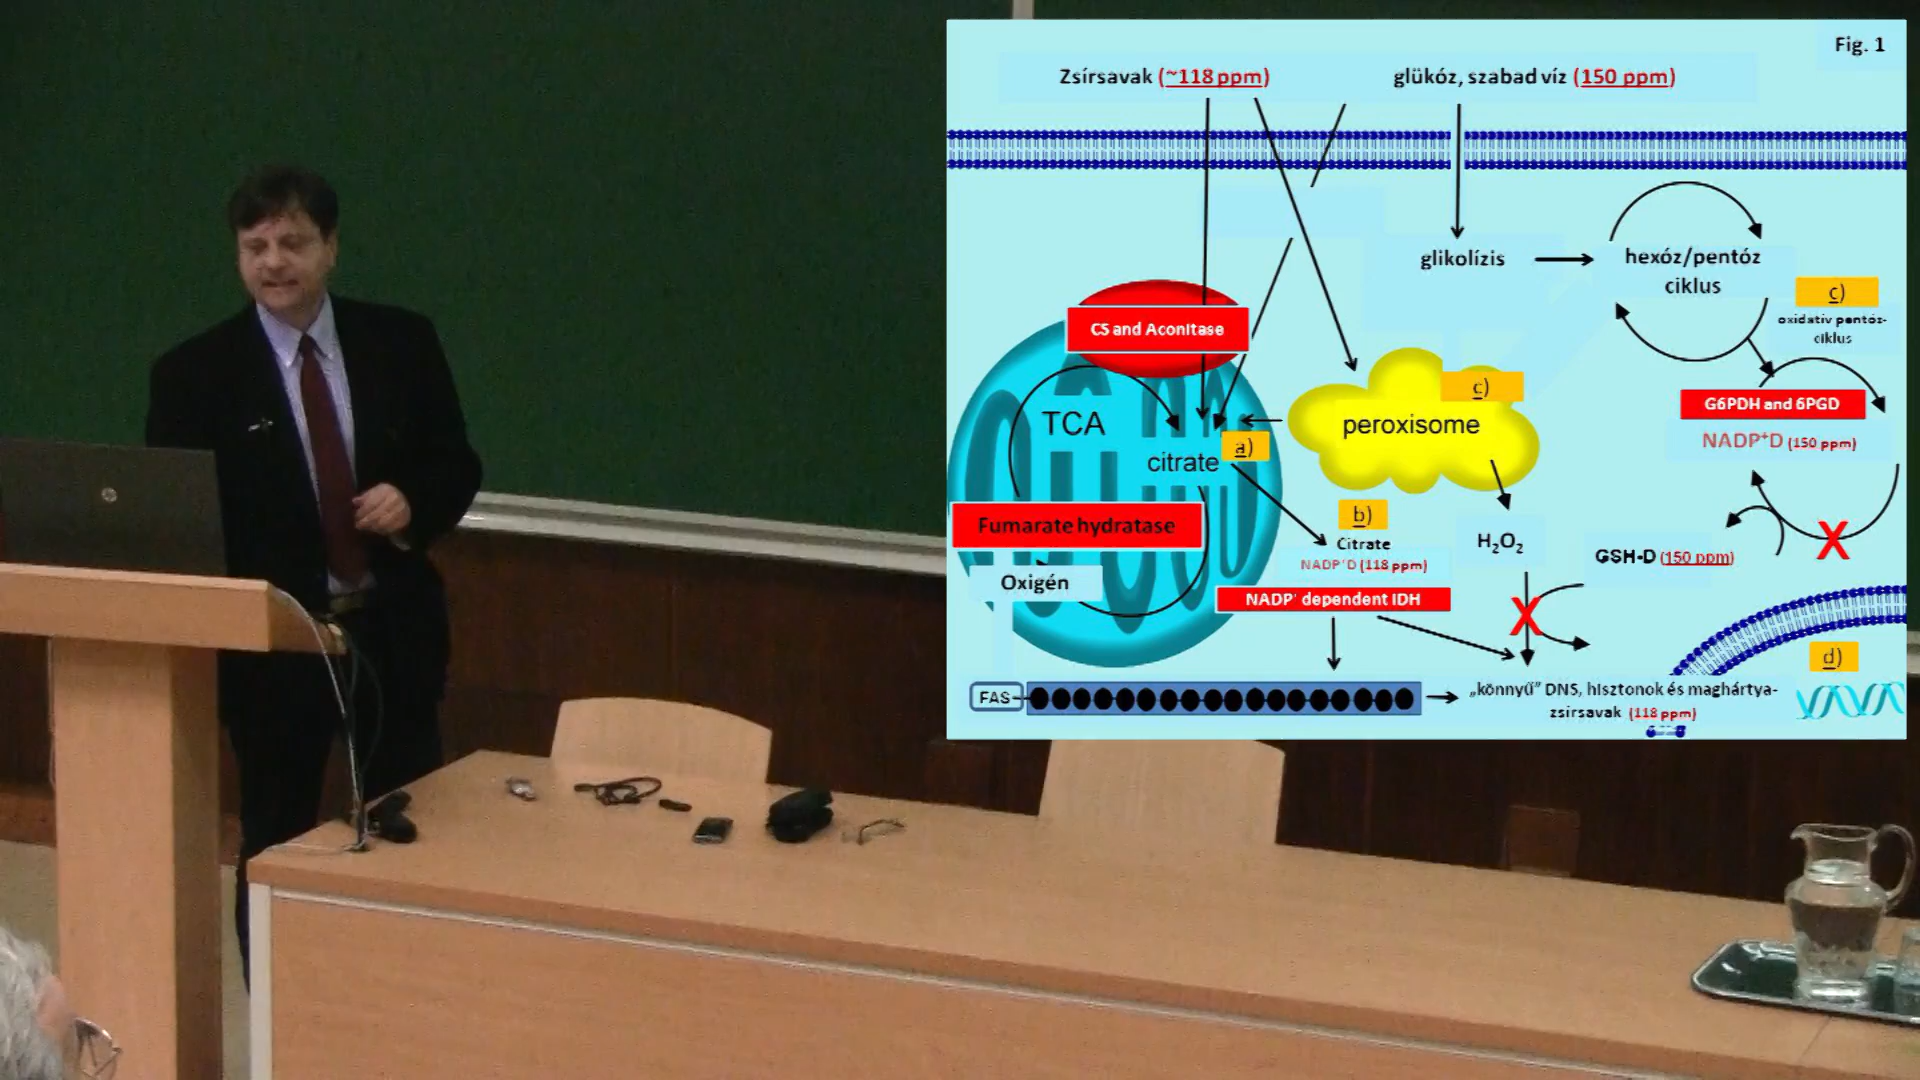 Fig. 1
Zsírsavak (~118 ppm)
glükóz, szabad víz (150 ppm)
glikolízis
hexóz/pentóz
ciklus
c)
oxidatív pentóz-
ciklus
CS and Aconitase
TCA
citrate
a)
peroxisome
c)
G6PDH and 6PGD
NADP⁺D (150 ppm)
Fumarate hydratase
Oxigén
b)
Citrate
NADP⁺D (118 ppm)
NADP⁺ dependent IDH
H₂O₂
X
GSH-D (150 ppm)
X
d)
FAS
„könnyű” DNS, hisztonok és maghártya-
zsírsavak (118 ppm)